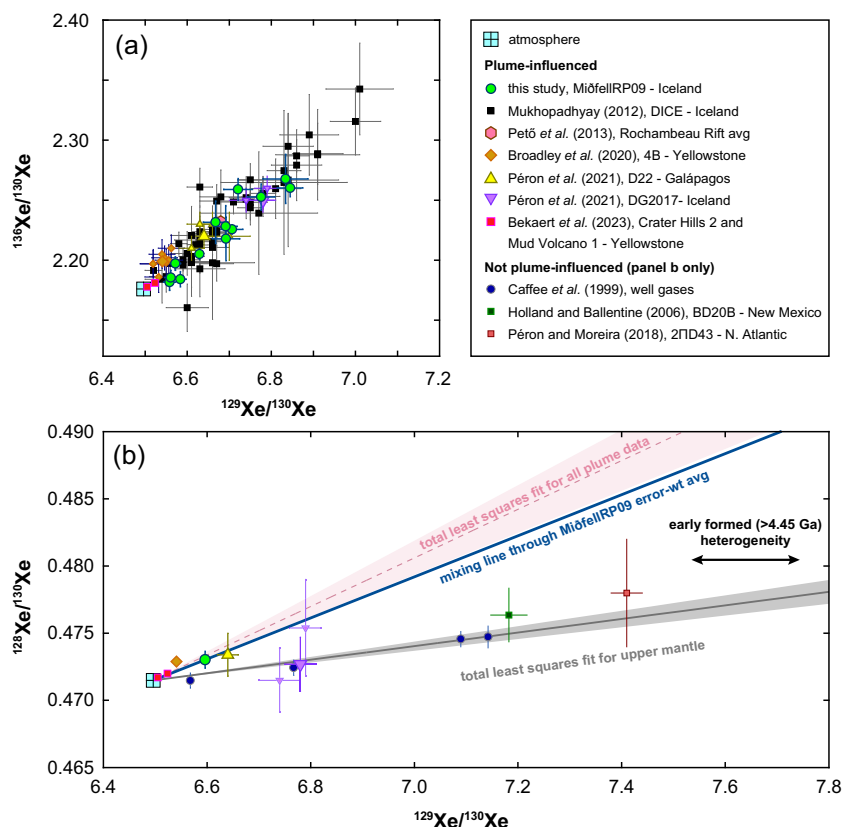 (a)
2.40
2.30
2.20
¹³⁶Xe/¹³⁰Xe
6.4 6.6 6.8 7.0 7.2
¹²⁹Xe/¹³⁰Xe
atmosphere
Plume-influenced
this study, MiðfellRP09 - Iceland
Mukhopadhyay (2012), DICE - Iceland
Pető et al. (2013), Rochambeau Rift avg
Broadley et al. (2020), 4B - Yellowstone
Péron et al. (2021), D22 - Galápagos
Péron et al. (2021), DG2017- Iceland
Bekaert et al. (2023), Crater Hills 2 and
Mud Volcano 1 - Yellowstone
Not plume-influenced (panel b only)
Caffee et al. (1999), well gases
Holland and Ballentine (2006), BD20B - New Mexico
Péron and Moreira (2018), 2ΠD43 - N. Atlantic
(b)
0.490
0.485
0.480
0.475
0.470
0.465
¹²⁸Xe/¹³⁰Xe
total least squares fit for all plume data
mixing line through MiðfellRP09 error-wt avg
early formed (>4.45 Ga)
heterogeneity
total least squares fit for upper mantle
6.4 6.6 6.8 7.0 7.2 7.4 7.6 7.8
¹²⁹Xe/¹³⁰Xe